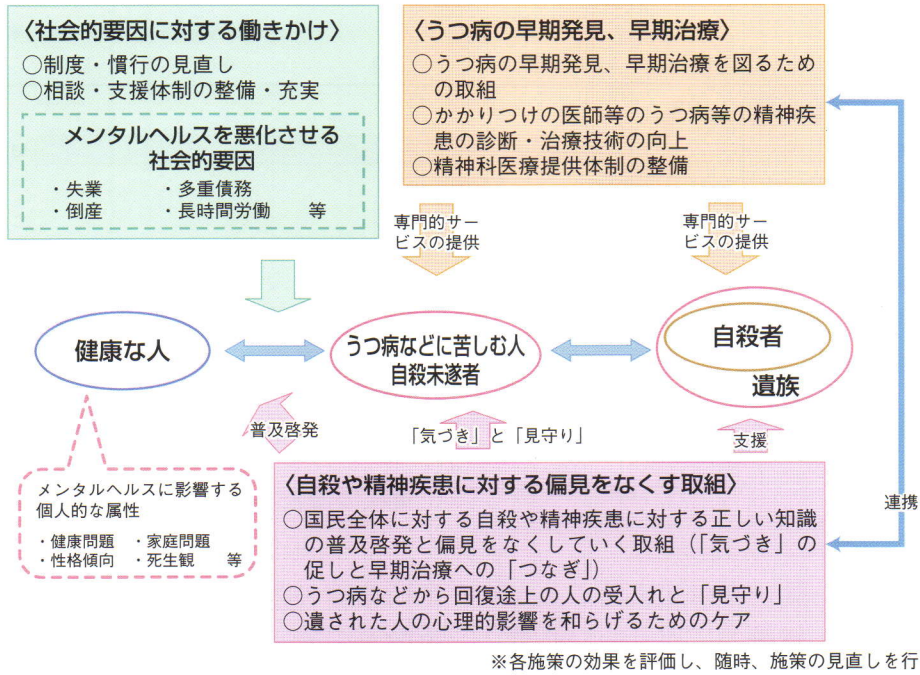 〈社会的要因に対する働きかけ〉
○制度・慣行の見直し
○相談・支援体制の整備・充実
メンタルヘルスを悪化させる
社会的要因
・失業　・多重債務
・倒産　・長時間労働　等
〈うつ病の早期発見、早期治療〉
○うつ病の早期発見、早期治療を図るため
の取組
○かかりつけの医師等のうつ病等の精神疾
患の診断・治療技術の向上
○精神科医療提供体制の整備
専門的サー
ビスの提供
専門的サー
ビスの提供
健康な人
うつ病などに苦しむ人
自殺未遂者
自殺者
遺族
普及啓発
「気づき」と「見守り」
支援
連携
メンタルヘルスに影響する
個人的な属性
・健康問題　・家庭問題
・性格傾向　・死生観　等
〈自殺や精神疾患に対する偏見をなくす取組〉
○国民全体に対する自殺や精神疾患に対する正しい知識
の普及啓発と偏見をなくしていく取組（「気づき」の
促しと早期治療への「つなぎ」）
○うつ病などから回復途上の人の受入れと「見守り」
○遺された人の心理的影響を和らげるためのケア
※各施策の効果を評価し、随時、施策の見直しを行